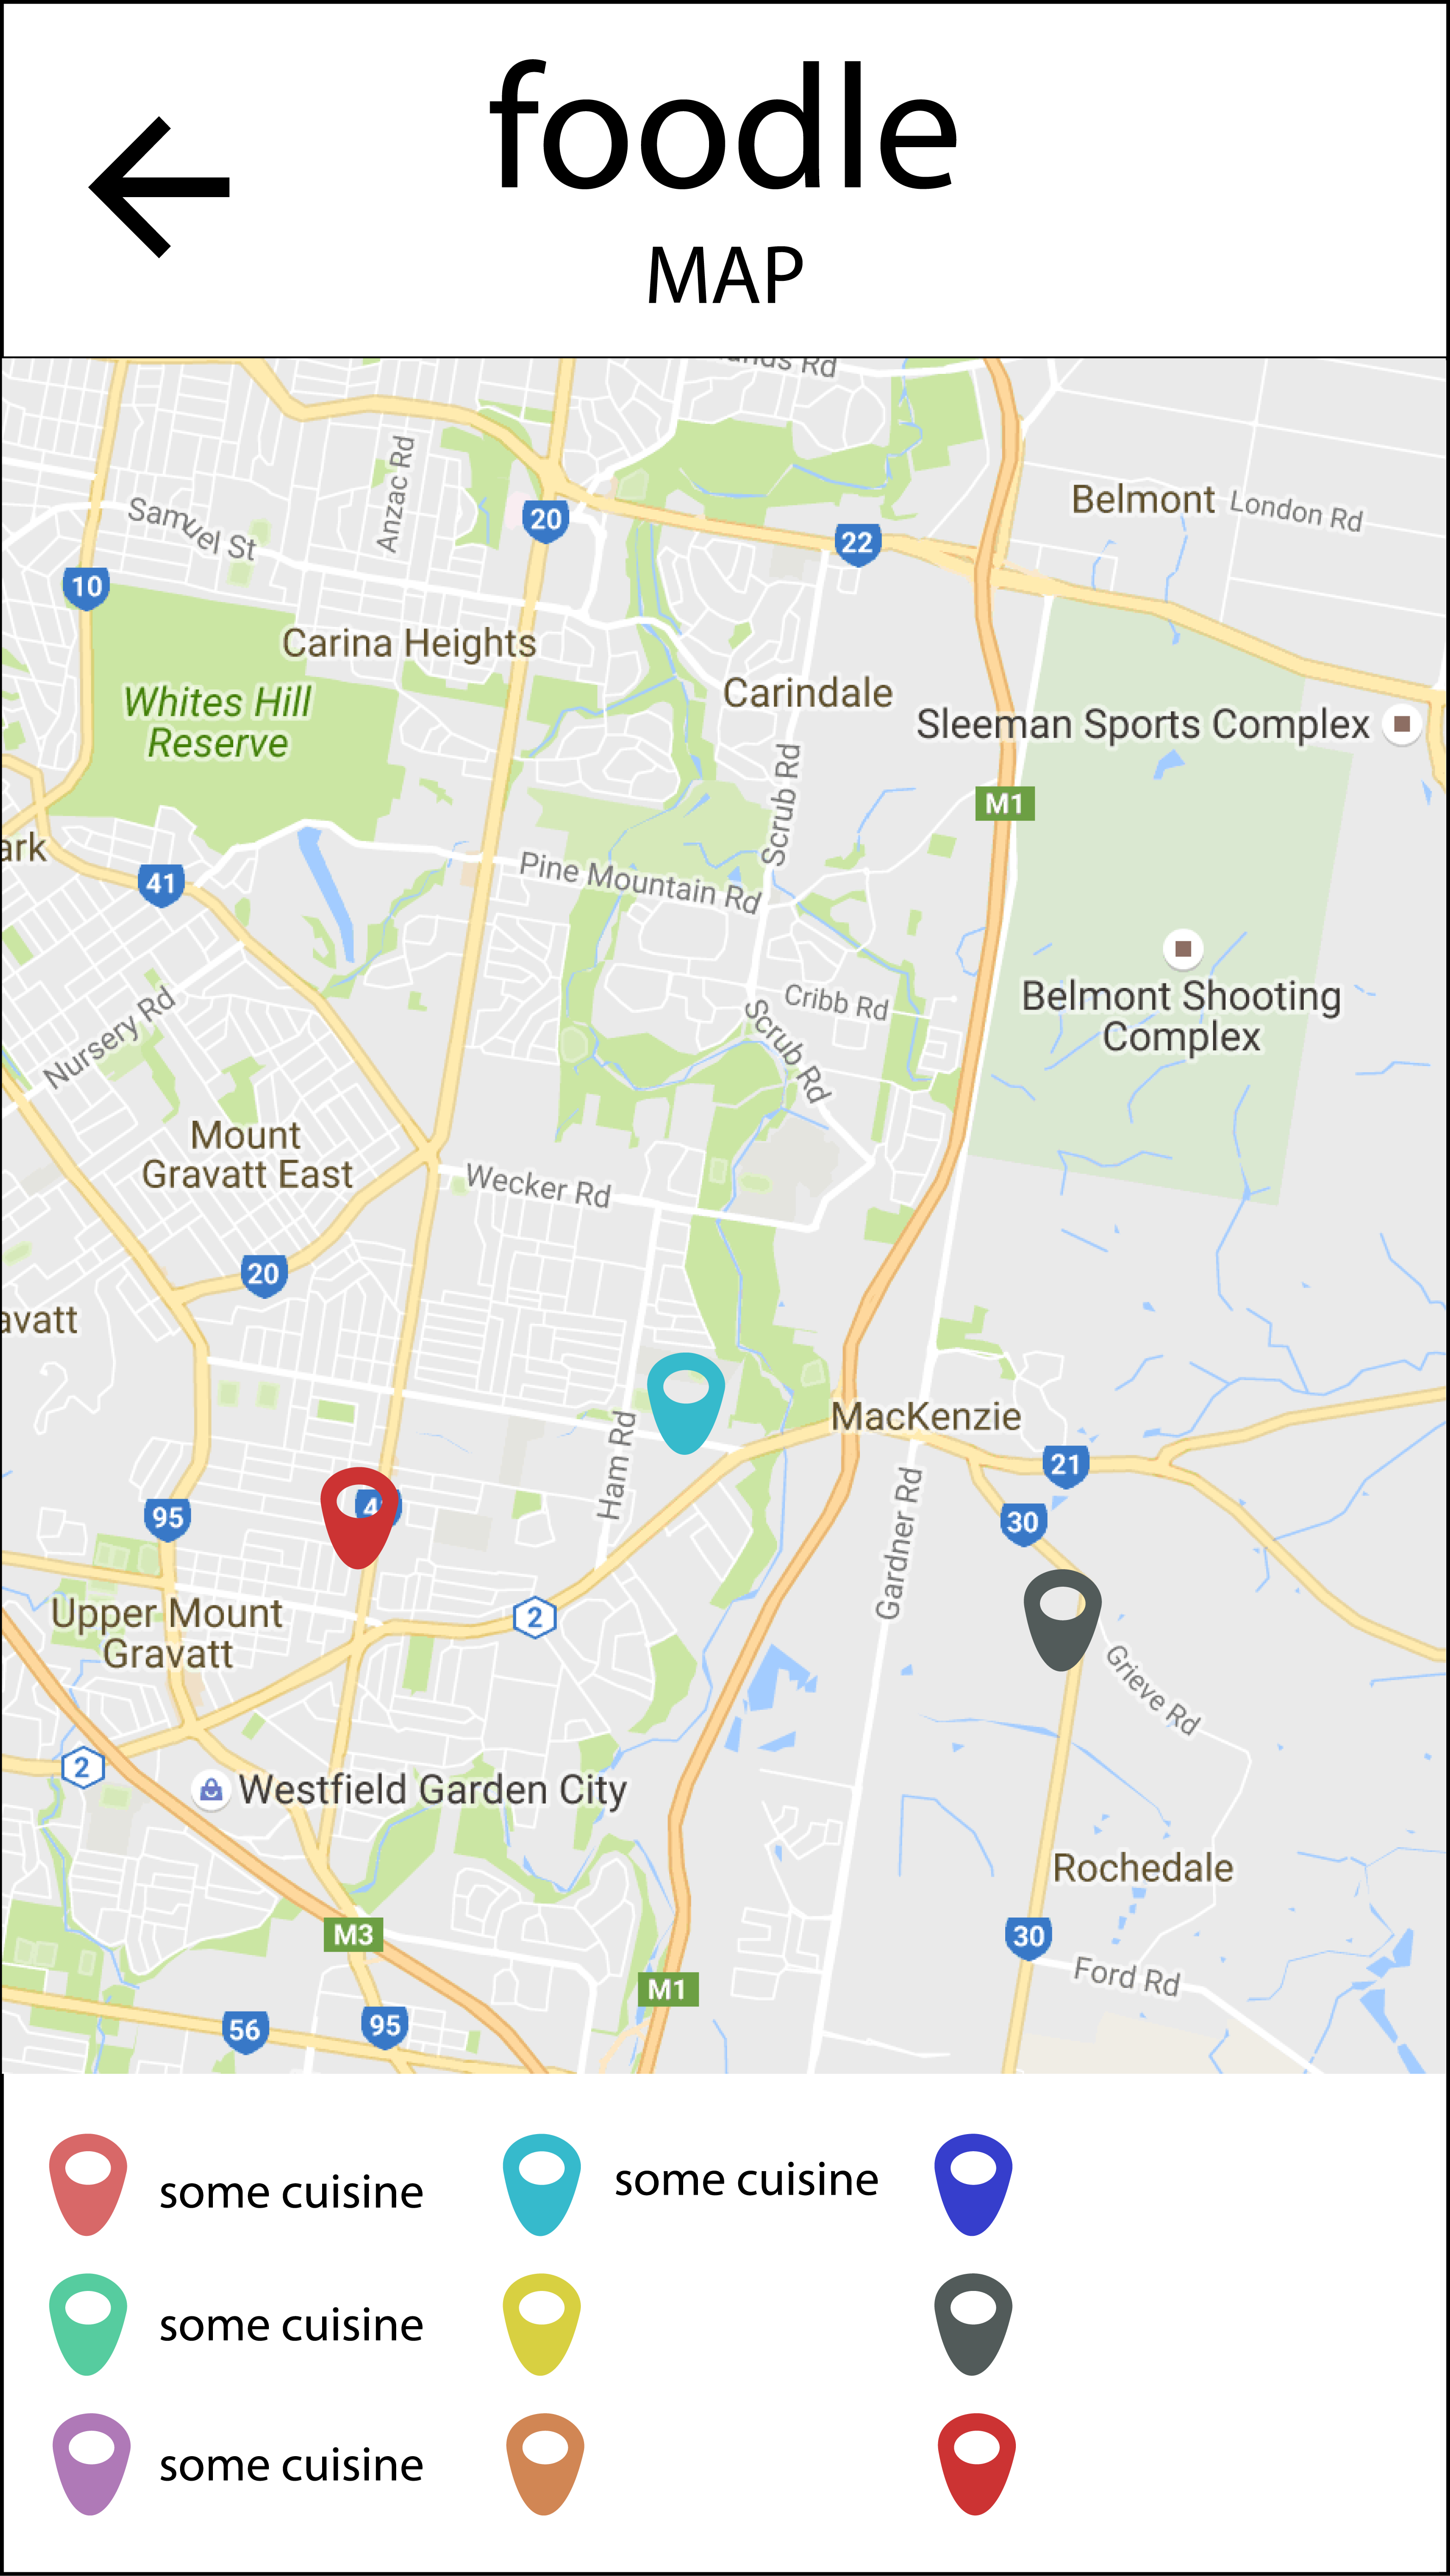 foodle
MAP
Rd
Anzac Rd
Belmont
London Rd
Samuel St
20
22
10
Carina Heights
Whites Hill
Reserve
Carindale
Sleeman Sports Complex
Scrub Rd
M1
ark
Pine Mountain Rd
41
Belmont Shooting
Complex
Cribb Rd
Scrub Rd
Nursery Rd
Mount
Gravatt East
Wecker Rd
20
avatt
MacKenzie
Ham Rd
21
95
4
30
Gardner Rd
Upper Mount
Gravatt
2
Grieve Rd
2
Westfield Garden City
Rochedale
M3
30
Ford Rd
M1
56
95
some cuisine
some cuisine
some cuisine
some cuisine